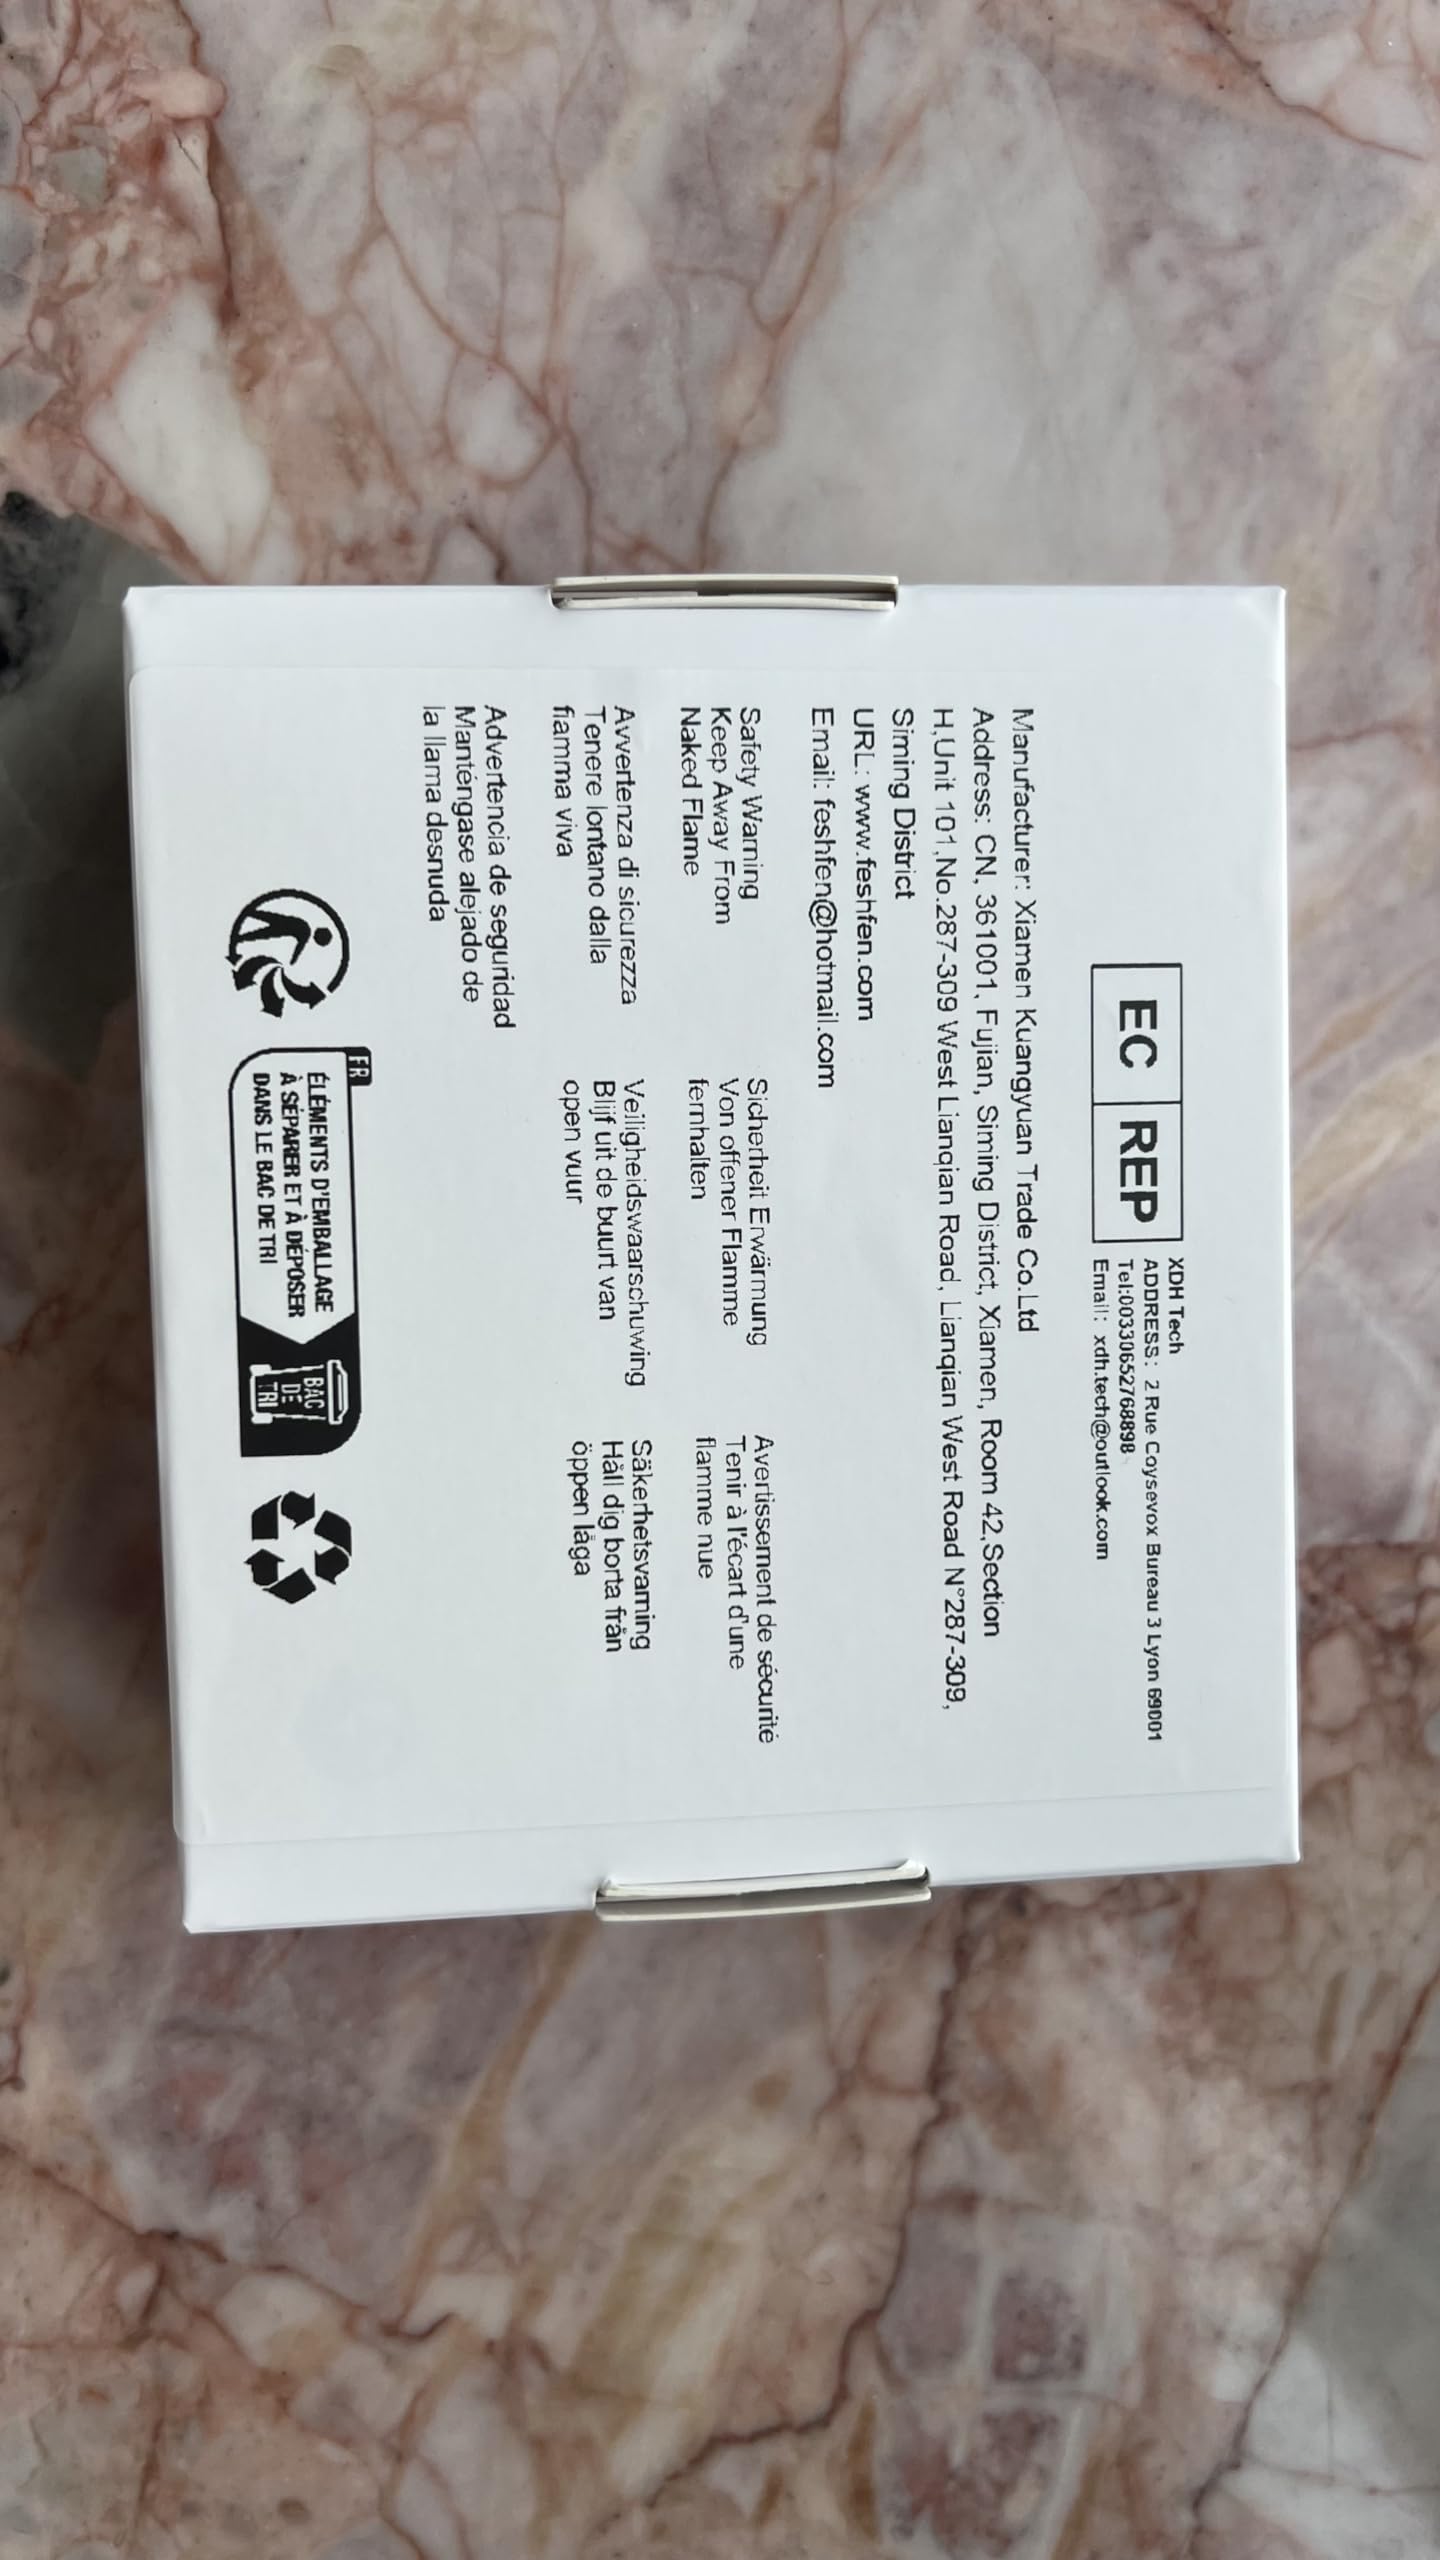 EC REP
XDH Tech
ADDRESS: 2 Rue Coysevox Bureau 3 Lyon 69001
Tel:0033065276889​8
Email: xdh.tech@outlook.com
Manufacturer: Xiamen Kuangyuan Trade Co.Ltd
Address: CN, 361001, Fujian, Siming District, Xiamen, Room 42,Section
H,Unit 101,No.287-309 West Lianqian Road, Lianqian West Road N°287-309,
Siming District
URL: www.feshfen.com
Email: feshfen@hotmail.com
Safety Warning
Keep Away From
Naked Flame
Sicherheit Erwärmung
Von offener Flamme
fernhalten
Avertissement de sécurité
Tenir à l'écart d'une
flamme nue
Avvertenza di sicurezza
Tenere lontano dalla
fiamma viva
Veiligheidswaarschuwing
Blijf uit de buurt van
open vuur
Säkerhetsvarning
Håll dig borta från
öppen låga
Advertencia de seguridad
Manténgase alejado de
la llama desnuda
FR
ÉLÉMENTS D'EMBALLAGE
À SÉPARER ET À DÉPOSER
DANS LE BAC DE TRI
BAC
DE
TRI